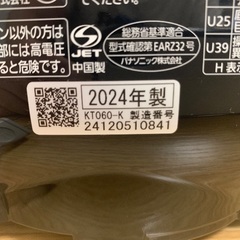 ン以外の方は
部には高電圧
ると危険です。
JET
中国製
総務省基準適合
型式確認第EARZ32号
パナソニック株式会社
U25
U39
H 表示
2024年製
KT060-K 製造番号
24120510841